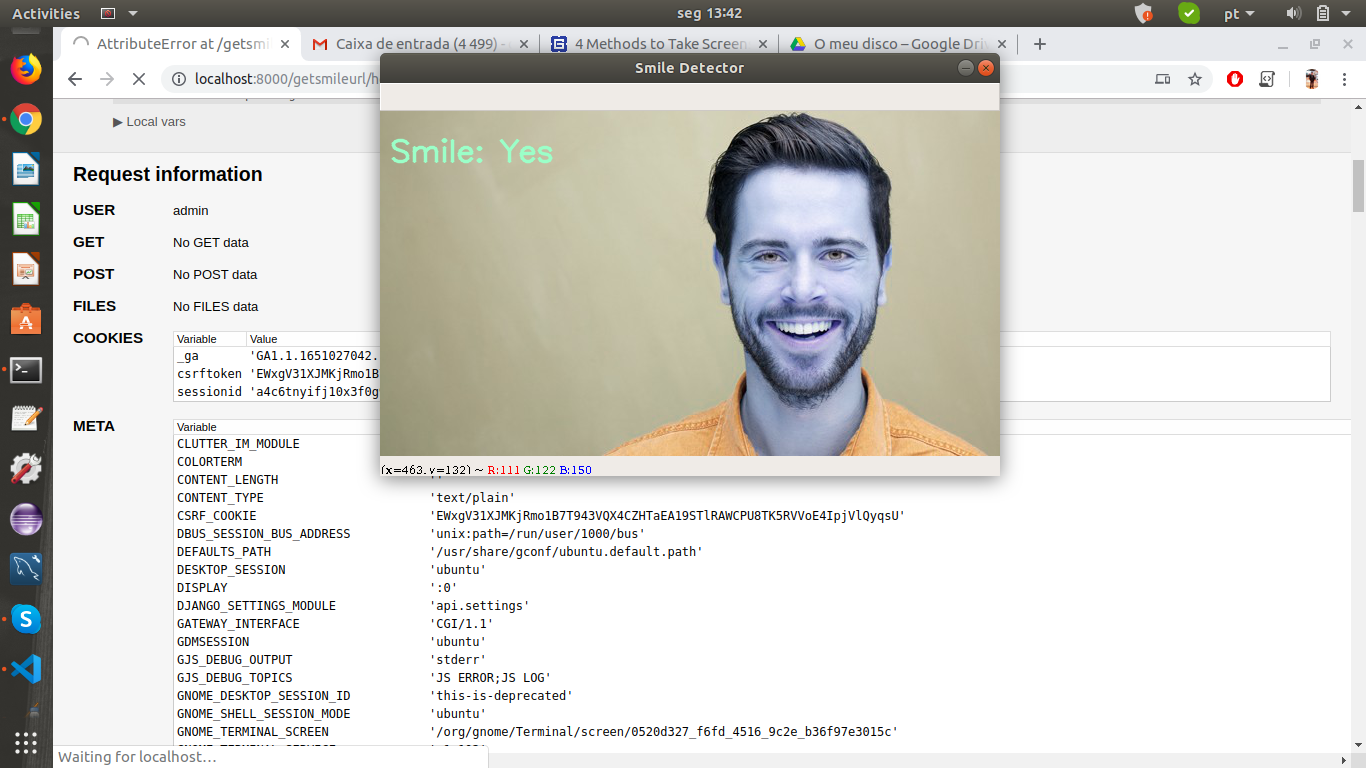 Activities
seg 13:42
pt
AttributeError at /getsmi
Caixa de entrada (4 499) -
4 Methods to Take Screen
O meu disco – Google Driv
localhost:8000/getsmileurl/h
Smile Detector
Smile: Yes
▶ Local vars
Request information
USER admin
GET No GET data
POST No POST data
FILES No FILES data
COOKIES
Variable Value
_ga 'GA1.1.1651027042.
csrftoken 'EWxgV31XJMKjRmo1B
sessionid 'a4c6tnyifj10x3f0g
(x=463, y=132) ~ R:111 G:122 B:150
META
Variable
CLUTTER_IM_MODULE
COLORTERM
CONTENT_LENGTH ''
CONTENT_TYPE 'text/plain'
CSRF_COOKIE 'EWxgV31XJMKjRmo1B7T943VQX4CZHTaEA19STlRAWCPU8TK5RVVoE4IpjVlQyqsU'
DBUS_SESSION_BUS_ADDRESS 'unix:path=/run/user/1000/bus'
DEFAULTS_PATH '/usr/share/gconf/ubuntu.default.path'
DESKTOP_SESSION 'ubuntu'
DISPLAY ':0'
DJANGO_SETTINGS_MODULE 'api.settings'
GATEWAY_INTERFACE 'CGI/1.1'
GDMSESSION 'ubuntu'
GJS_DEBUG_OUTPUT 'stderr'
GJS_DEBUG_TOPICS 'JS ERROR;JS LOG'
GNOME_DESKTOP_SESSION_ID 'this-is-deprecated'
GNOME_SHELL_SESSION_MODE 'ubuntu'
GNOME_TERMINAL_SCREEN '/org/gnome/Terminal/screen/0520d327_f6fd_4516_9c2e_b36f97e3015c'
Waiting for localhost…